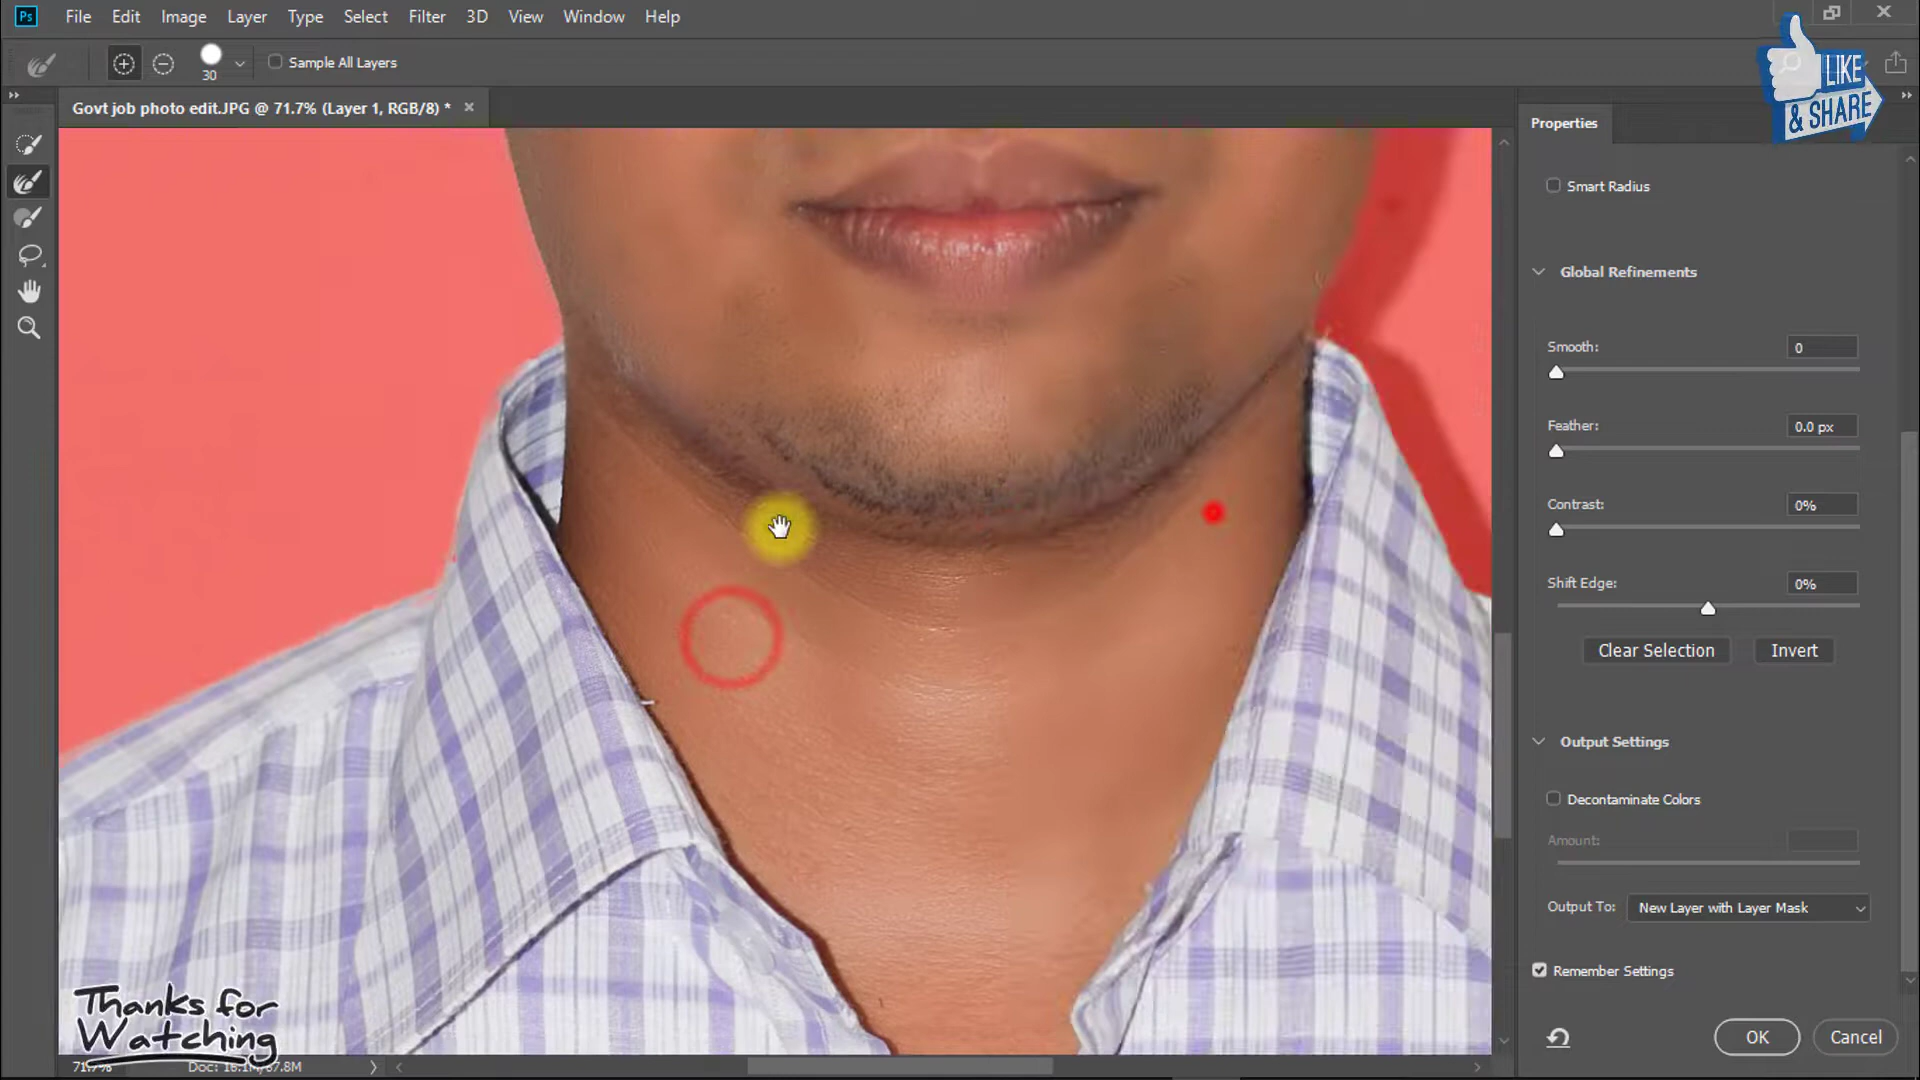 Ps File Edit Image Layer Type Select Filter 3D View Window Help
30 Sample All Layers
LIKE
& SHARE
Govt job photo edit.JPG @ 71.7% (Layer 1, RGB/8) *
Properties
Smart Radius
Global Refinements
Smooth: 0
Feather: 0.0 px
Contrast: 0%
Shift Edge: 0%
Clear Selection Invert
Output Settings
Decontaminate Colors
Amount:
Output To: New Layer with Layer Mask
Remember Settings
Thanks for
Watching
OK Cancel
71.7%